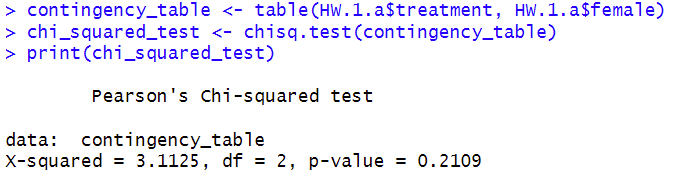 > contingency_table <- table(HW.1.a$treatment, HW.1.a$female)
> chi_squared_test <- chisq.test(contingency_table)
> print(chi_squared_test)
Pearson's Chi-squared test
data:  contingency_table
X-squared = 3.1125, df = 2, p-value = 0.2109